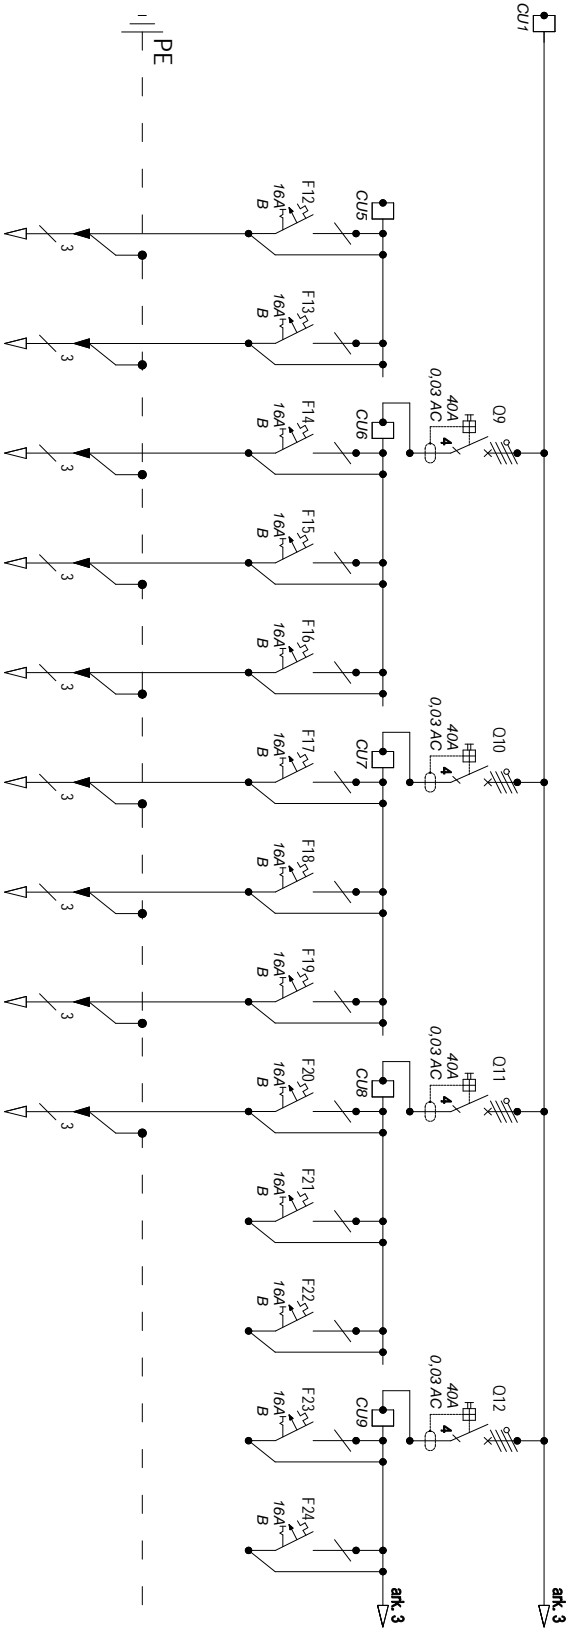 CU1
ark. 3
Q9
40A
0,03 AC
4
Q10
40A
0,03 AC
4
Q11
40A
0,03 AC
4
Q12
40A
0,03 AC
4
CU5
CU6
CU7
CU8
CU9
ark. 3
F12
16A
B
F13
16A
B
F14
16A
B
F15
16A
B
F16
16A
B
F17
16A
B
F18
16A
B
F19
16A
B
F20
16A
B
F21
16A
B
F22
16A
B
F23
16A
B
F24
16A
B
PE
3
3
3
3
3
3
3
3
3